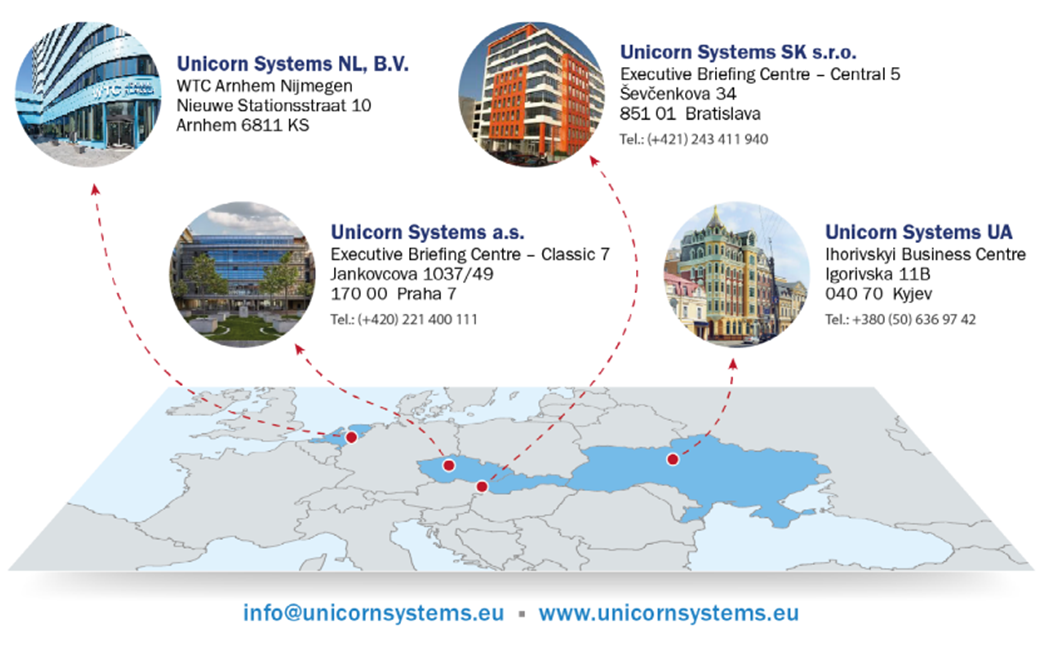 Unicorn Systems NL, B.V.
WTC Arnhem Nijmegen
Nieuwe Stationsstraat 10
Arnhem 6811 KS
Unicorn Systems SK s.r.o.
Executive Briefing Centre – Central 5
Ševčenkova 34
851 01 Bratislava
Tel.: (+421) 243 411 940
Unicorn Systems a.s.
Executive Briefing Centre – Classic 7
Jankovcova 1037/49
170 00 Praha 7
Tel.: (+420) 221 400 111
Unicorn Systems UA
Ihorivskyi Business Centre
Igorivska 11B
040 70 Kyjev
Tel.: +380 (50) 636 97 42
WTC
info@unicornsystems.eu ▪ www.unicornsystems.eu